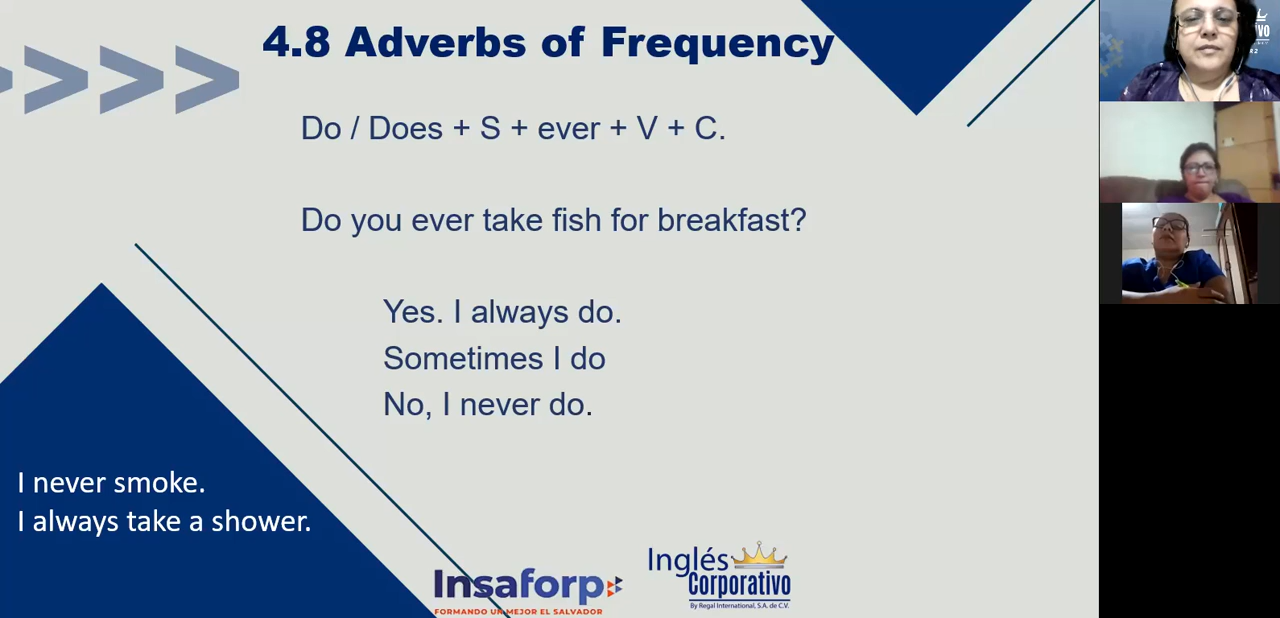 4.8 Adverbs of Frequency
Do / Does + S + ever + V + C.
Do you ever take fish for breakfast?
Yes. I always do.
Sometimes I do
No, I never do.
I never smoke.
I always take a shower.
Insaforp
FORMANDO UN MEJOR EL SALVADOR
Inglés
Corporativo
By Regal International, S.A. de C.V.